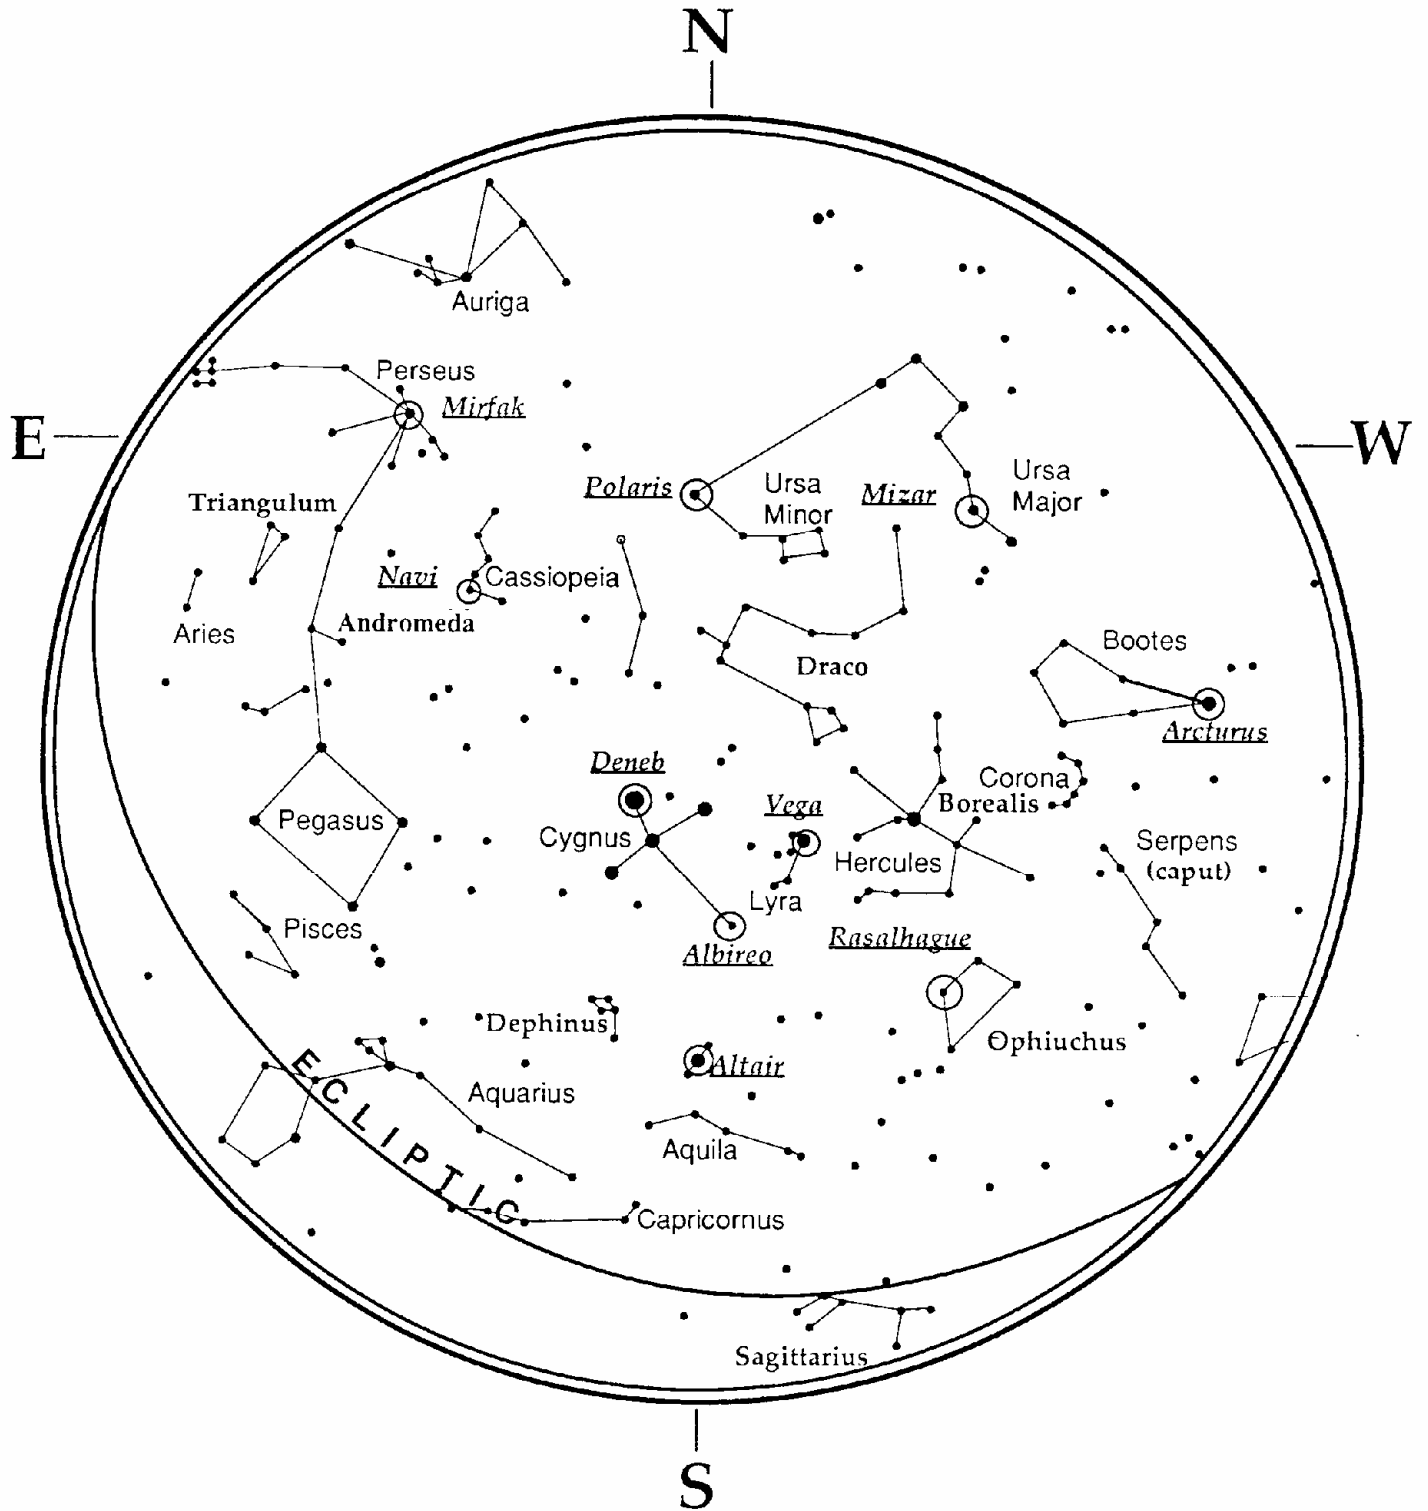 N
Auriga
Perseus
Mirfak
E
W
Triangulum
Polaris
Ursa
Minor
Mizar
Ursa
Major
Navi
Cassiopeia
Andromeda
Aries
Draco
Bootes
Arcturus
Deneb
Vega
Corona
Borealis
Pegasus
Cygnus
Hercules
Serpens
(caput)
Lyra
Pisces
Albireo
Rasalhague
Dephinus
Ophiuchus
Altair
ECLIPTIC
Aquarius
Aquila
Capricornus
Sagittarius
S